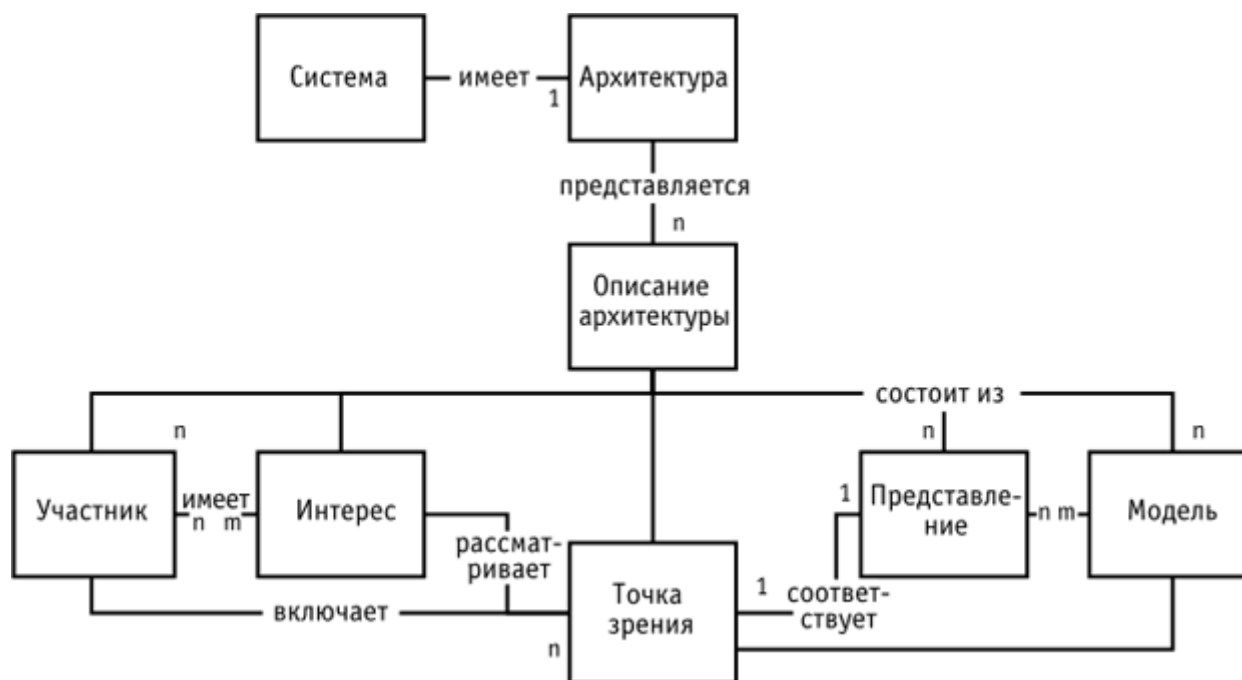 Система
имеет
1
Архитектура
представляется
n
Описание
архитектуры
состоит из
n
n
n
Участник
имеет
n m
Интерес
1
Представле-
ние
n m
Модель
рассмат-
ривает
включает
n
Точка
зрения
1
соответ-
ствует